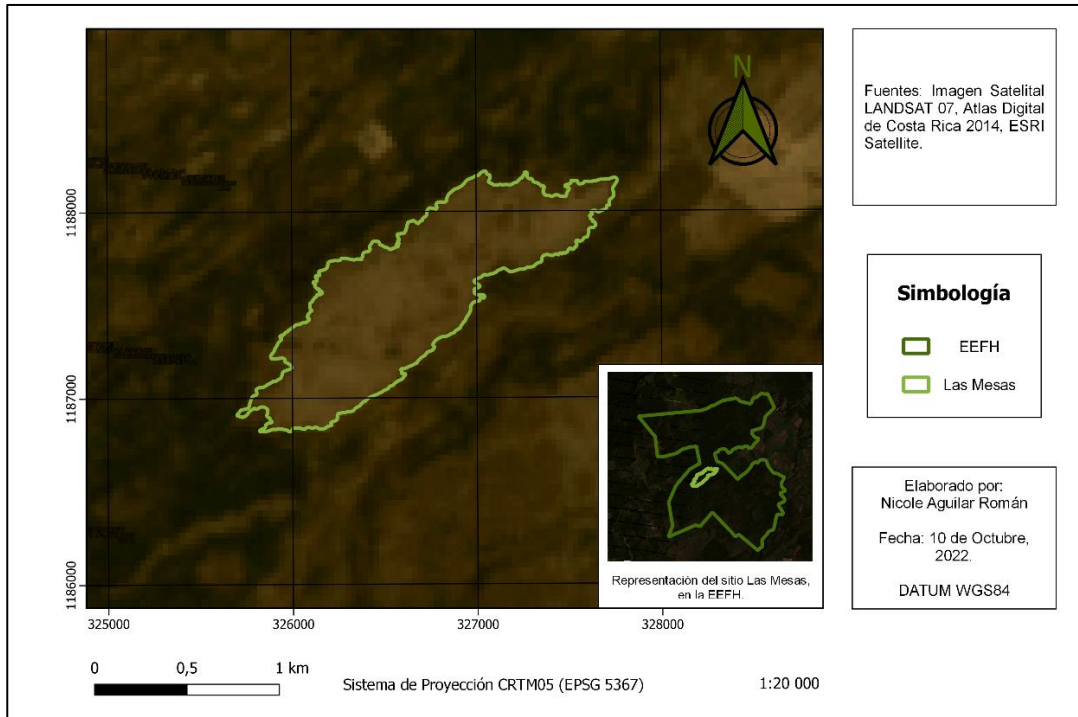 N
1188000
1187000
1186000
325000
326000
327000
328000
Representación del sitio Las Mesas,
en la EEFH.
0
0,5
1 km
Sistema de Proyección CRTM05 (EPSG 5367)
1:20 000
Fuentes: Imagen Satelital
LANDSAT 07, Atlas Digital
de Costa Rica 2014, ESRI
Satellite.
Simbología
EEFH
Las Mesas
Elaborado por:
Nicole Aguilar Román
Fecha: 10 de Octubre,
2022.
DATUM WGS84